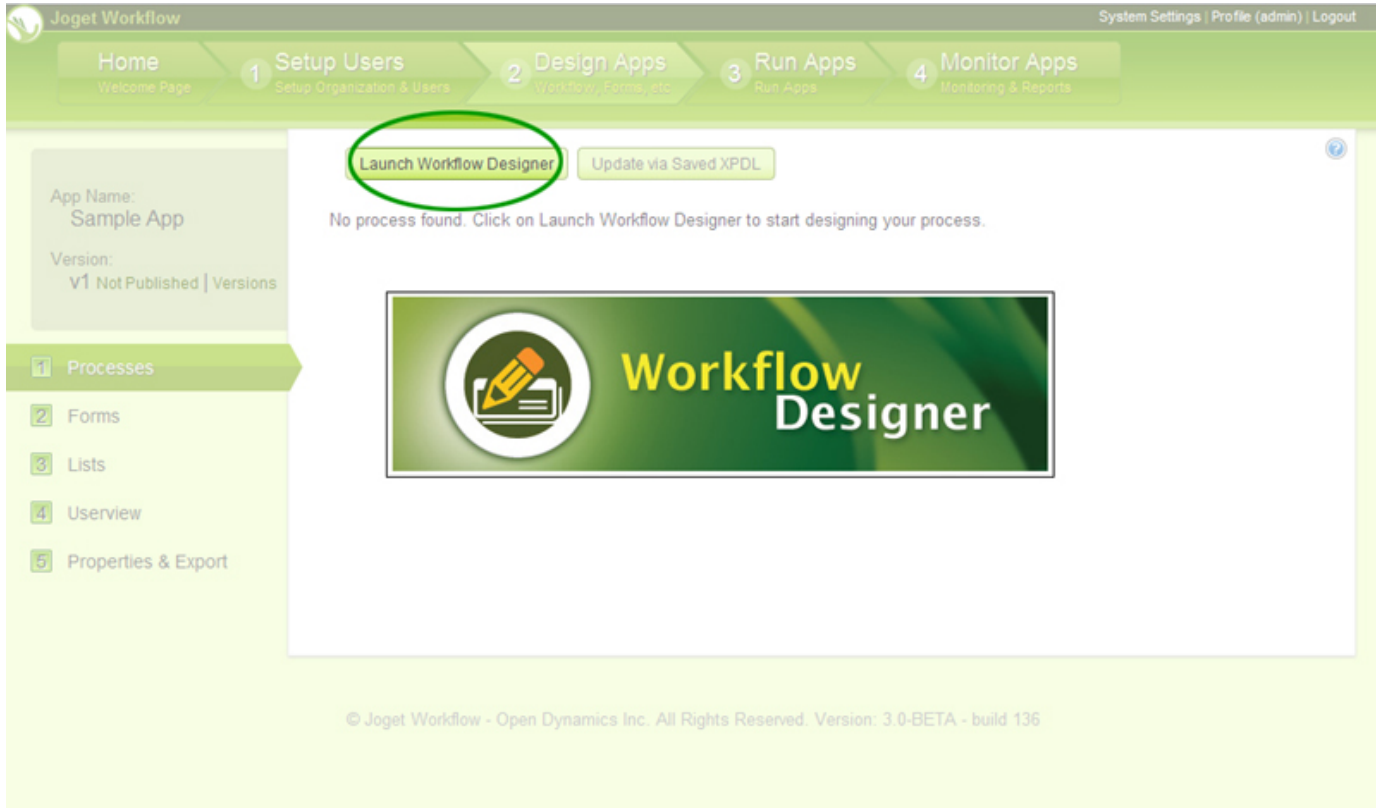 Joget Workflow
System Settings | Profile (admin) | Logout
Home
Welcome Page
1 Setup Users
Setup Organization & Users
2 Design Apps
Workflow, Forms, etc
3 Run Apps
Run Apps
4 Monitor Apps
Monitoring & Reports
Launch Workflow Designer
Update via Saved XPDL
No process found. Click on Launch Workflow Designer to start designing your process.
App Name:
Sample App
Version:
v1 Not Published | Versions
1 Processes
2 Forms
3 Lists
4 Userview
5 Properties & Export
Workflow
Designer
© Joget Workflow - Open Dynamics Inc. All Rights Reserved. Version: 3.0-BETA - build 136